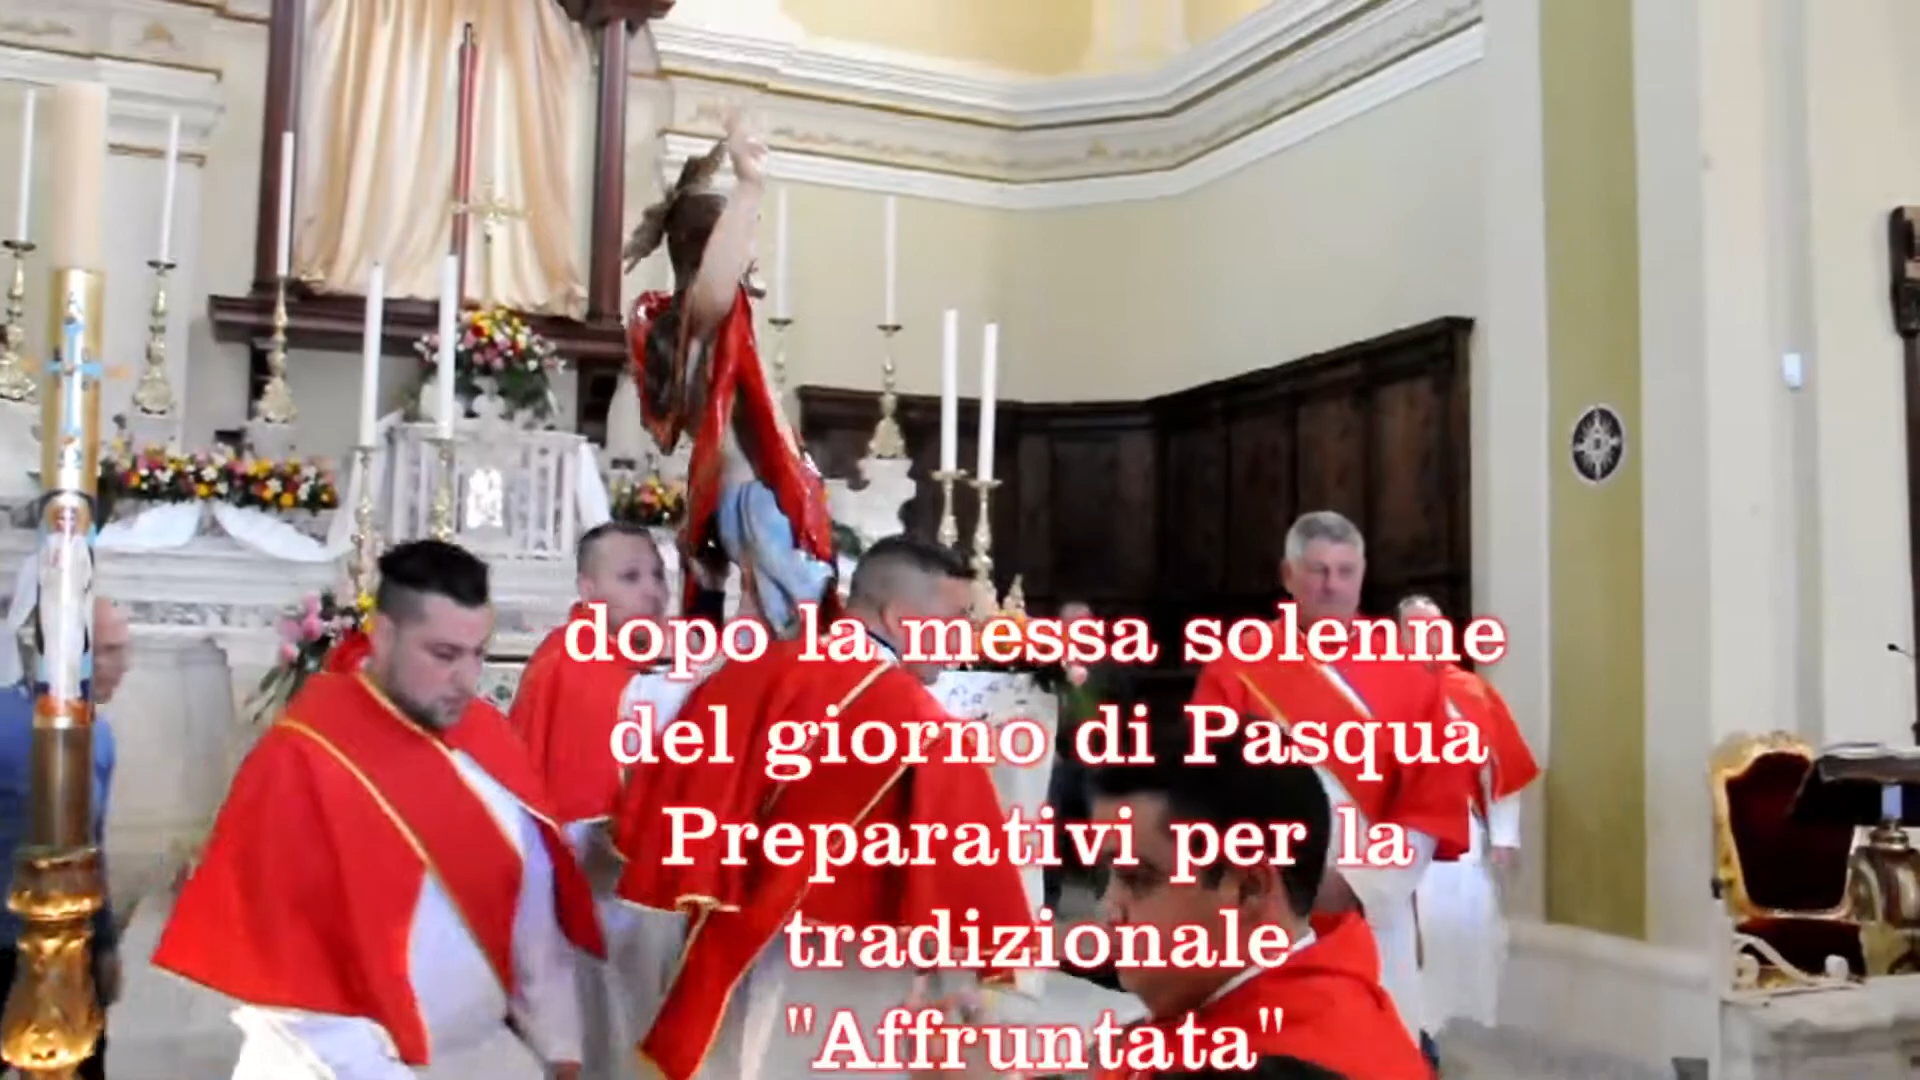 dopo la messa solenne
del giorno di Pasqua
Preparativi per la
tradizionale
"Affruntata"